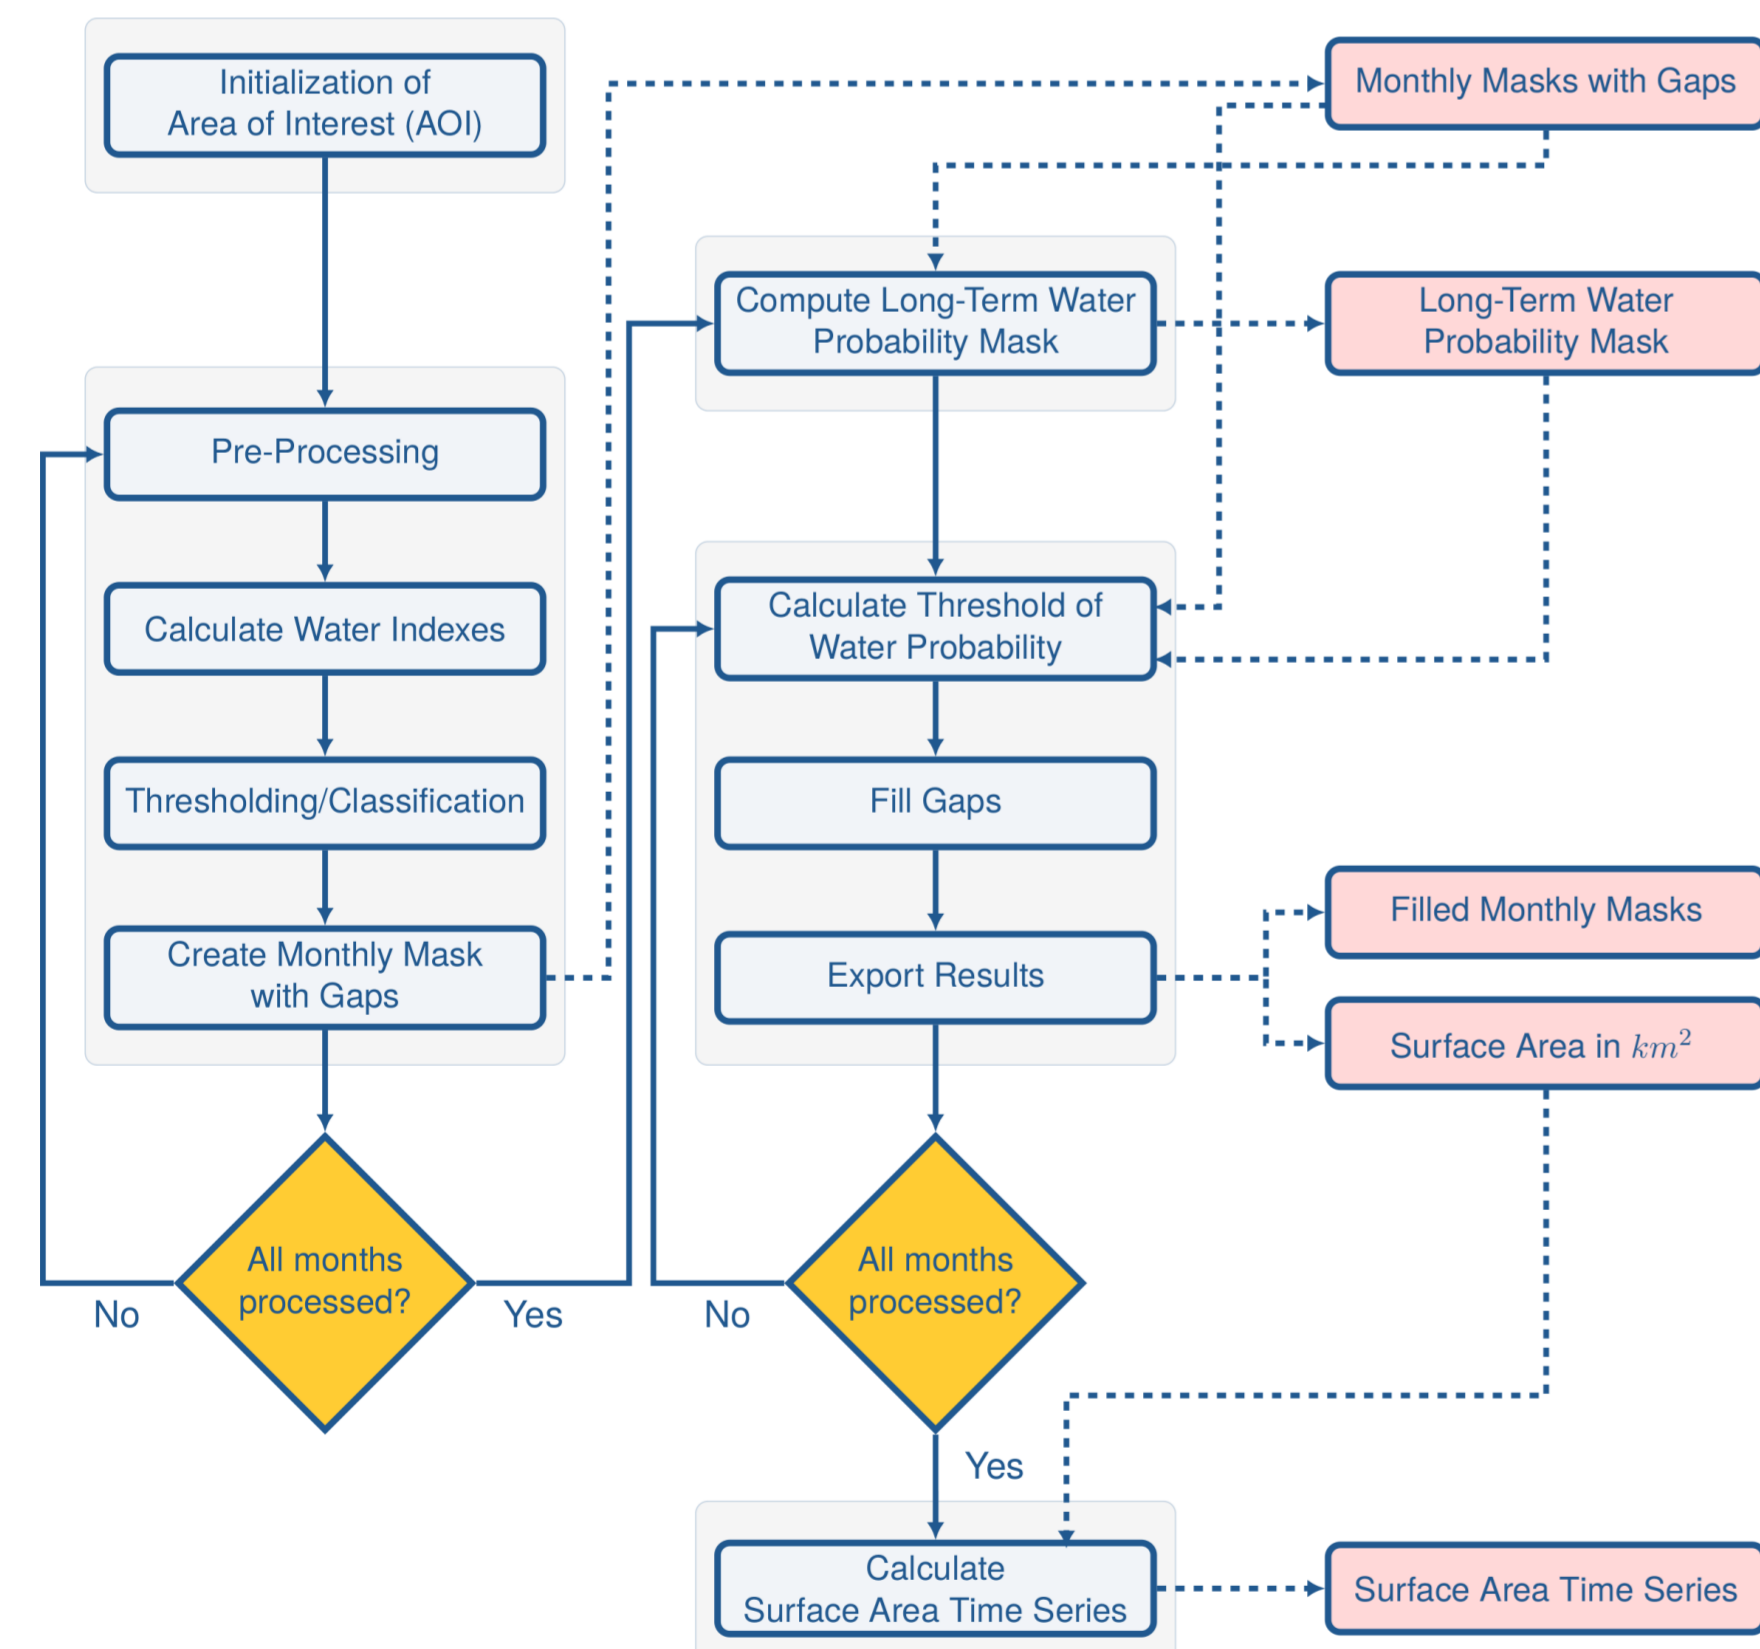 Initialization of
Area of Interest (AOI)
Pre-Processing
Calculate Water Indexes
Thresholding/Classification
Create Monthly Mask
with Gaps
All months
processed?
No
Yes
Compute Long-Term Water
Probability Mask
Calculate Threshold of
Water Probability
Fill Gaps
Export Results
All months
processed?
No
Yes
Calculate
Surface Area Time Series
Monthly Masks with Gaps
Long-Term Water
Probability Mask
Filled Monthly Masks
Surface Area in km²
Surface Area Time Series